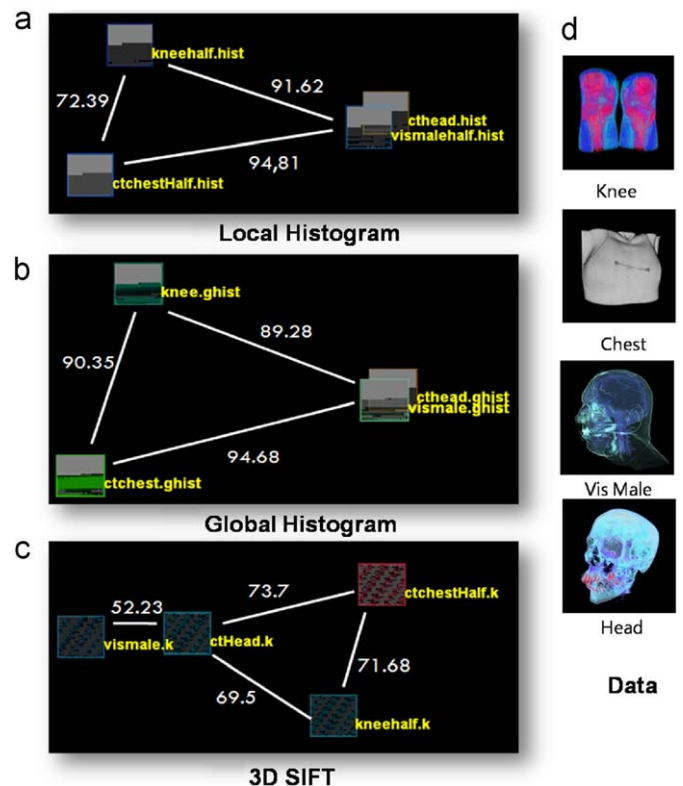 a
kneehalf.hist
91.62
72.39
cthead.hist
vismalehalf.hist
94,81
ctchestHalf.hist
Local Histogram
b
knee.ghist
89.28
90.35
cthead.ghist
vismale.ghist
94.68
ctchest.ghist
Global Histogram
c
73.7
ctchestHalf.k
52.23
vismale.k
ctHead.k
71.68
69.5
kneehalf.k
3D SIFT
d
Knee
Chest
Vis Male
Head
Data